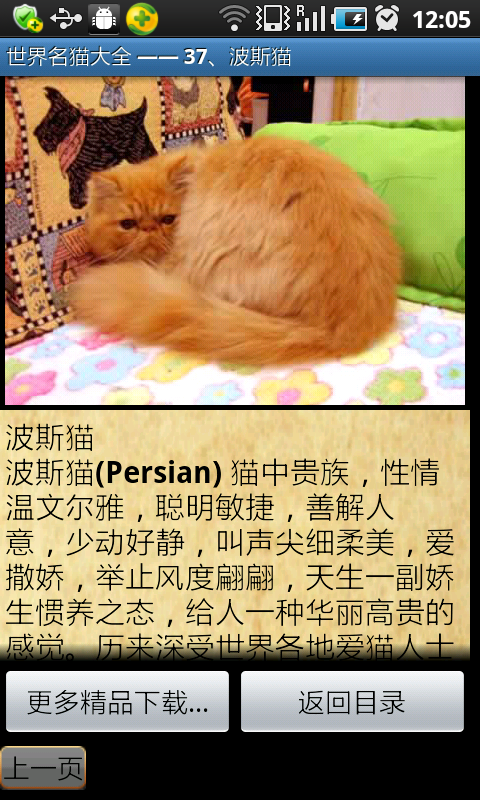 12:05
世界名猫大全 —— 37、波斯猫
波斯猫
波斯猫(Persian) 猫中贵族，性情
温文尔雅，聪明敏捷，善解人
意，少动好静，叫声尖细柔美，爱
撒娇，举止风度翩翩，天生一副娇
生惯养之态，给人一种华丽高贵的
感觉。历来深受世界各地爱猫人士
更多精品下载...
返回目录
上一页